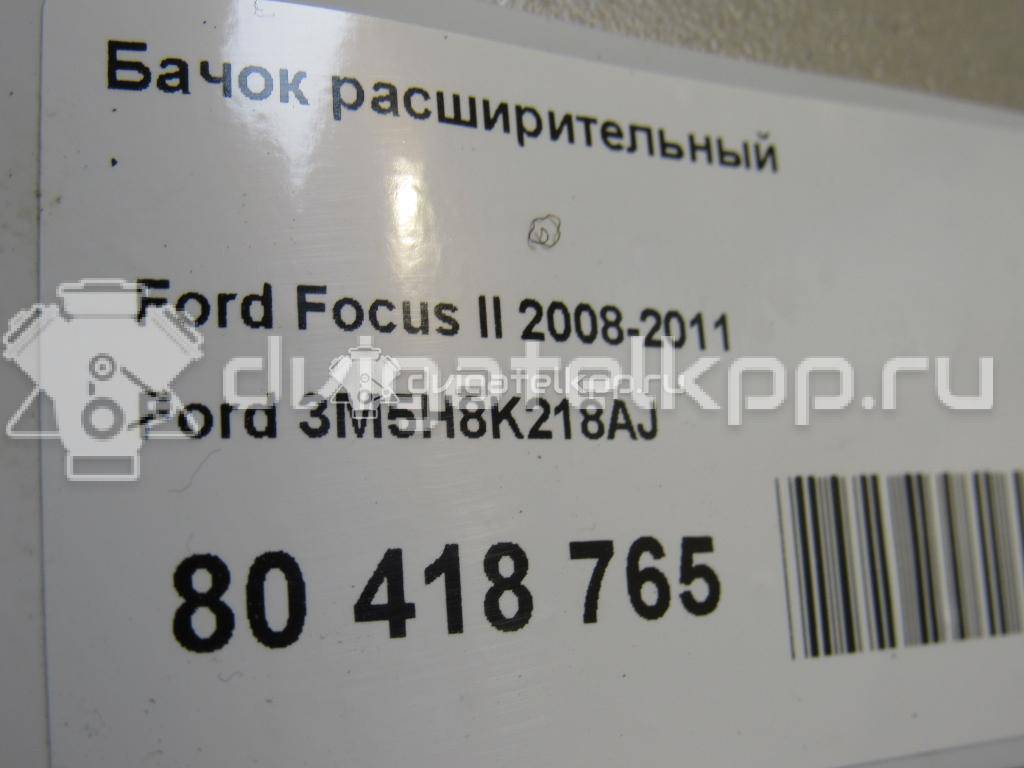 Бачок расширительный
Ford Focus II 2008-2011
dvigatelkpp.ru
dvigatelkpp.ru
Ford 3M5H8K218AJ
80 418 765